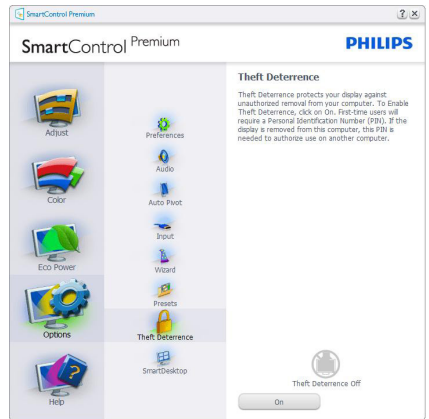 SmartControl Premium
SmartControl Premium
PHILIPS
Adjust
Color
Eco Power
Options
Help
Preferences
Audio
Auto Pivot
Input
Wizard
Presets
Theft Deterrence
SmartDesktop
Theft Deterrence
Theft Deterrence protects your display against
unauthorized removal from your computer. To Enable
Theft Deterrence, click on On. First-time users will
require a Personal Identification Number (PIN). If the
display is removed from this computer, this PIN is
needed to authorize use on another computer.
Theft Deterrence Off
On